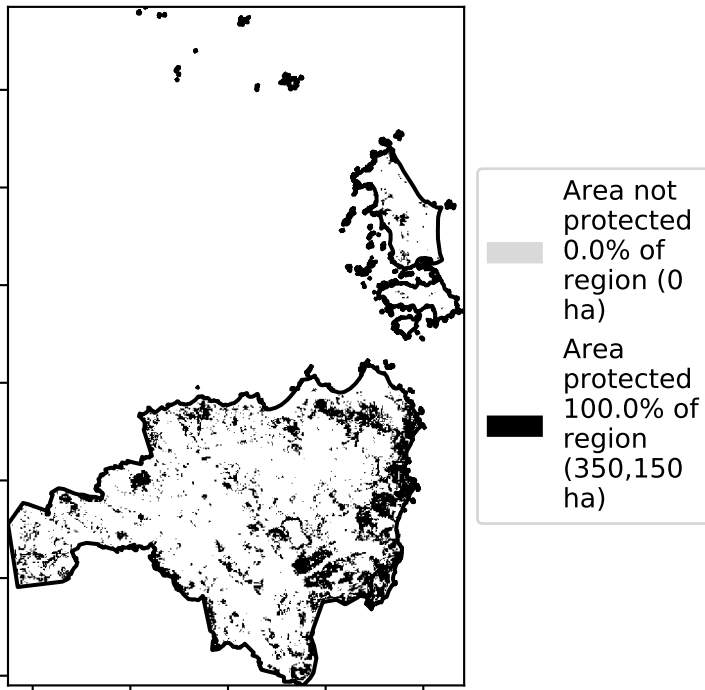 Area not
protected
0.0% of
region (0
ha)
Area
protected
100.0% of
region
(350,150
ha)